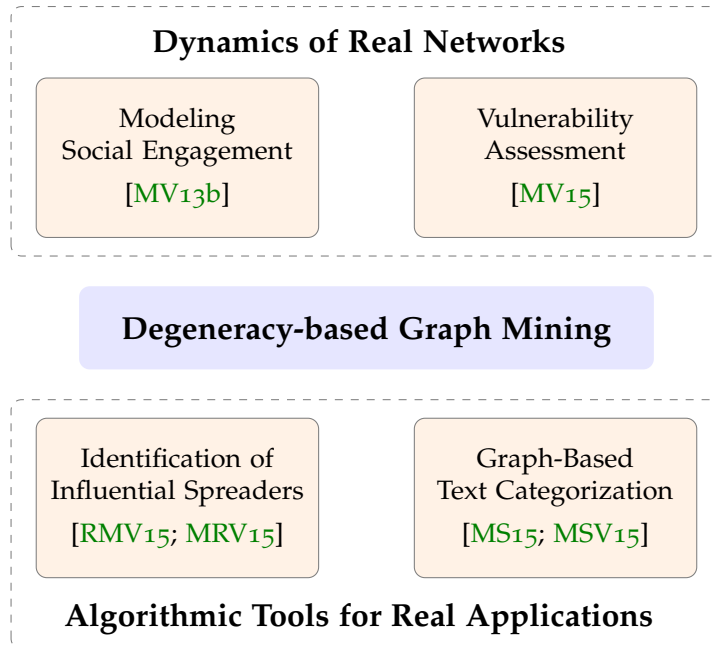 Dynamics of Real Networks
Modeling
Social Engagement
[MV13b]
Vulnerability
Assessment
[MV15]
Degeneracy-based Graph Mining
Identification of
Influential Spreaders
[RMV15; MRV15]
Graph-Based
Text Categorization
[MS15; MSV15]
Algorithmic Tools for Real Applications